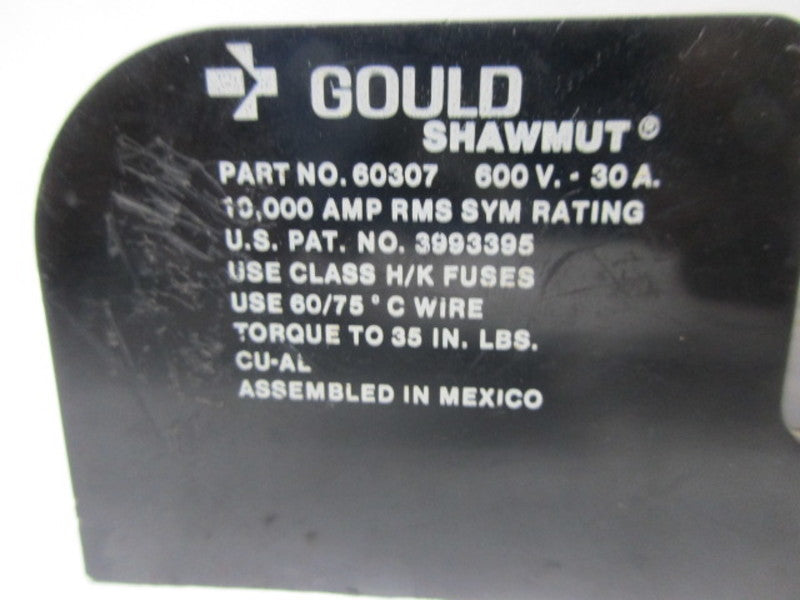 GOULD
SHAWMUT®
PART NO. 60307 600 V. - 30 A.
10,000 AMP RMS SYM RATING
U.S. PAT. NO. 3993395
USE CLASS H/K FUSES
USE 60/75 °C WIRE
TORQUE TO 35 IN. LBS.
CU-AL
ASSEMBLED IN MEXICO